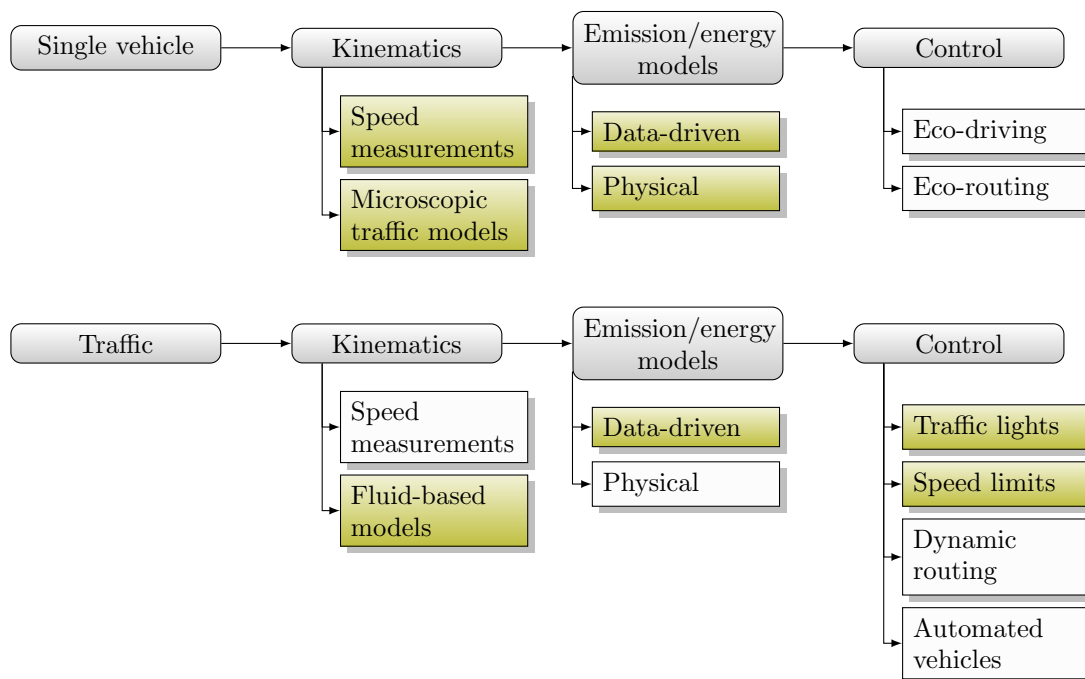 Single vehicle
Kinematics
Emission/energy
models
Control
Speed
measurements
Microscopic
traffic models
Data-driven
Physical
Eco-driving
Eco-routing
Traffic
Kinematics
Emission/energy
models
Control
Speed
measurements
Fluid-based
models
Data-driven
Physical
Traffic lights
Speed limits
Dynamic
routing
Automated
vehicles